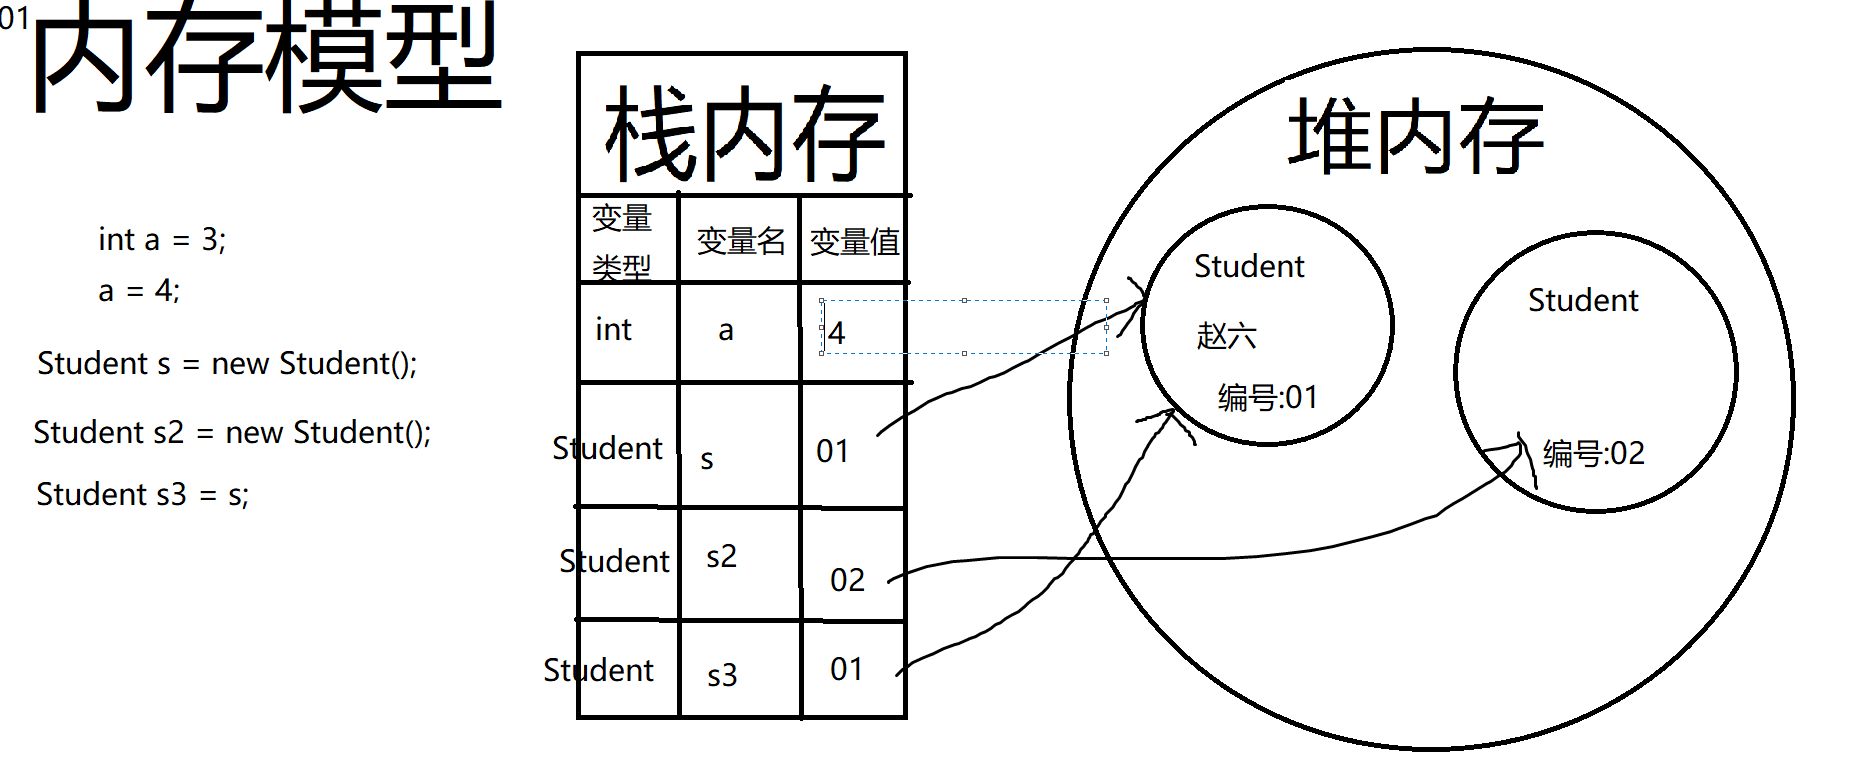 01
内存模型
int a = 3;
a = 4;
Student s = new Student();
Student s2 = new Student();
Student s3 = s;
栈内存
变量
类型
变量名
变量值
int
a
4
Student
s
01
Student
s2
02
Student
s3
01
堆内存
Student
赵六
编号:01
Student
编号:02